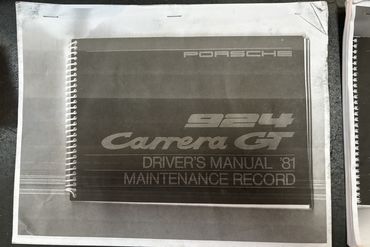 PORSCHE
924
Carrera GT
DRIVER'S MANUAL '81
MAINTENANCE RECORD